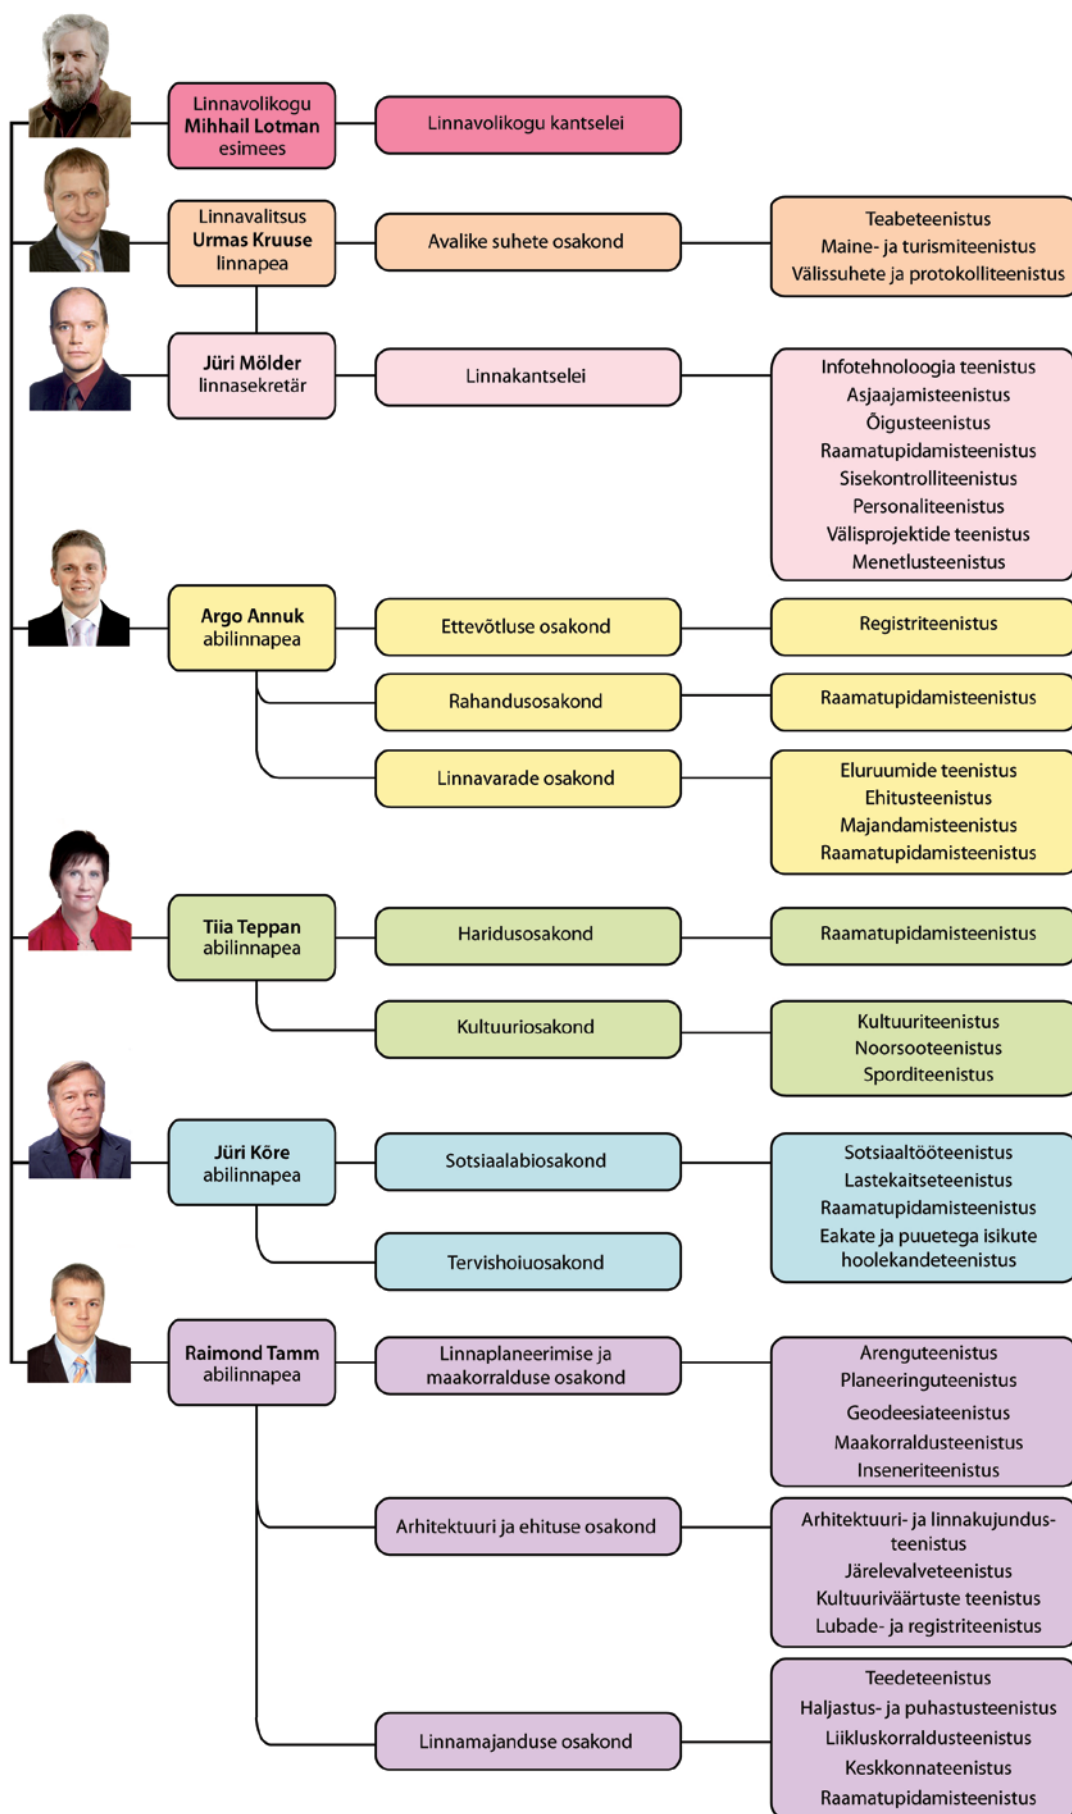 Linnavolikogu
Mihhail Lotman
esimees
Linnavolikogu kantselei
Linnavalitsus
Urmas Kruuse
linnapea
Avalike suhete osakond
Teabeteenistus
Maine- ja turismiteenistus
Välissuhete ja protokolliteenistus
Jüri Mölder
linnasekretär
Linnakantselei
Infotehnoloogia teenistus
Asjaajamisteenistus
Õigusteenistus
Raamatupidamisteenistus
Sisekontrolliteenistus
Personaliteenistus
Välisprojektide teenistus
Menetlusteenistus
Argo Annuk
abilinnapea
Ettevõtluse osakond
Registriteenistus
Rahandusosakond
Raamatupidamisteenistus
Linnavarade osakond
Eluruumide teenistus
Ehitusteenistus
Majandamisteenistus
Raamatupidamisteenistus
Tiia Teppan
abilinnapea
Haridusosakond
Raamatupidamisteenistus
Kultuuriosakond
Kultuuriteenistus
Noorsooteenistus
Sporditeenistus
Jüri Kõre
abilinnapea
Sotsiaalabiosakond
Sotsiaaltööteenistus
Lastekaitseteenistus
Raamatupidamisteenistus
Eakate ja puuetega isikute
hoolekandeteenistus
Tervishoiuosakond
Raimond Tamm
abilinnapea
Linnaplaneerimise ja
maakorralduse osakond
Arenguteenistus
Planeeringuteenistus
Geodeesiateenistus
Maakorraldusteenistus
Inseneriteenistus
Arhitektuuri ja ehituse osakond
Arhitektuuri- ja linnakujundus-
teenistus
Järelevalveteenistus
Kultuuriväärtuste teenistus
Lubade- ja registriteenistus
Linnamajanduse osakond
Teedeteenistus
Haljastus- ja puhastusteenistus
Liikluskorraldusteenistus
Keskkonnateenistus
Raamatupidamisteenistus